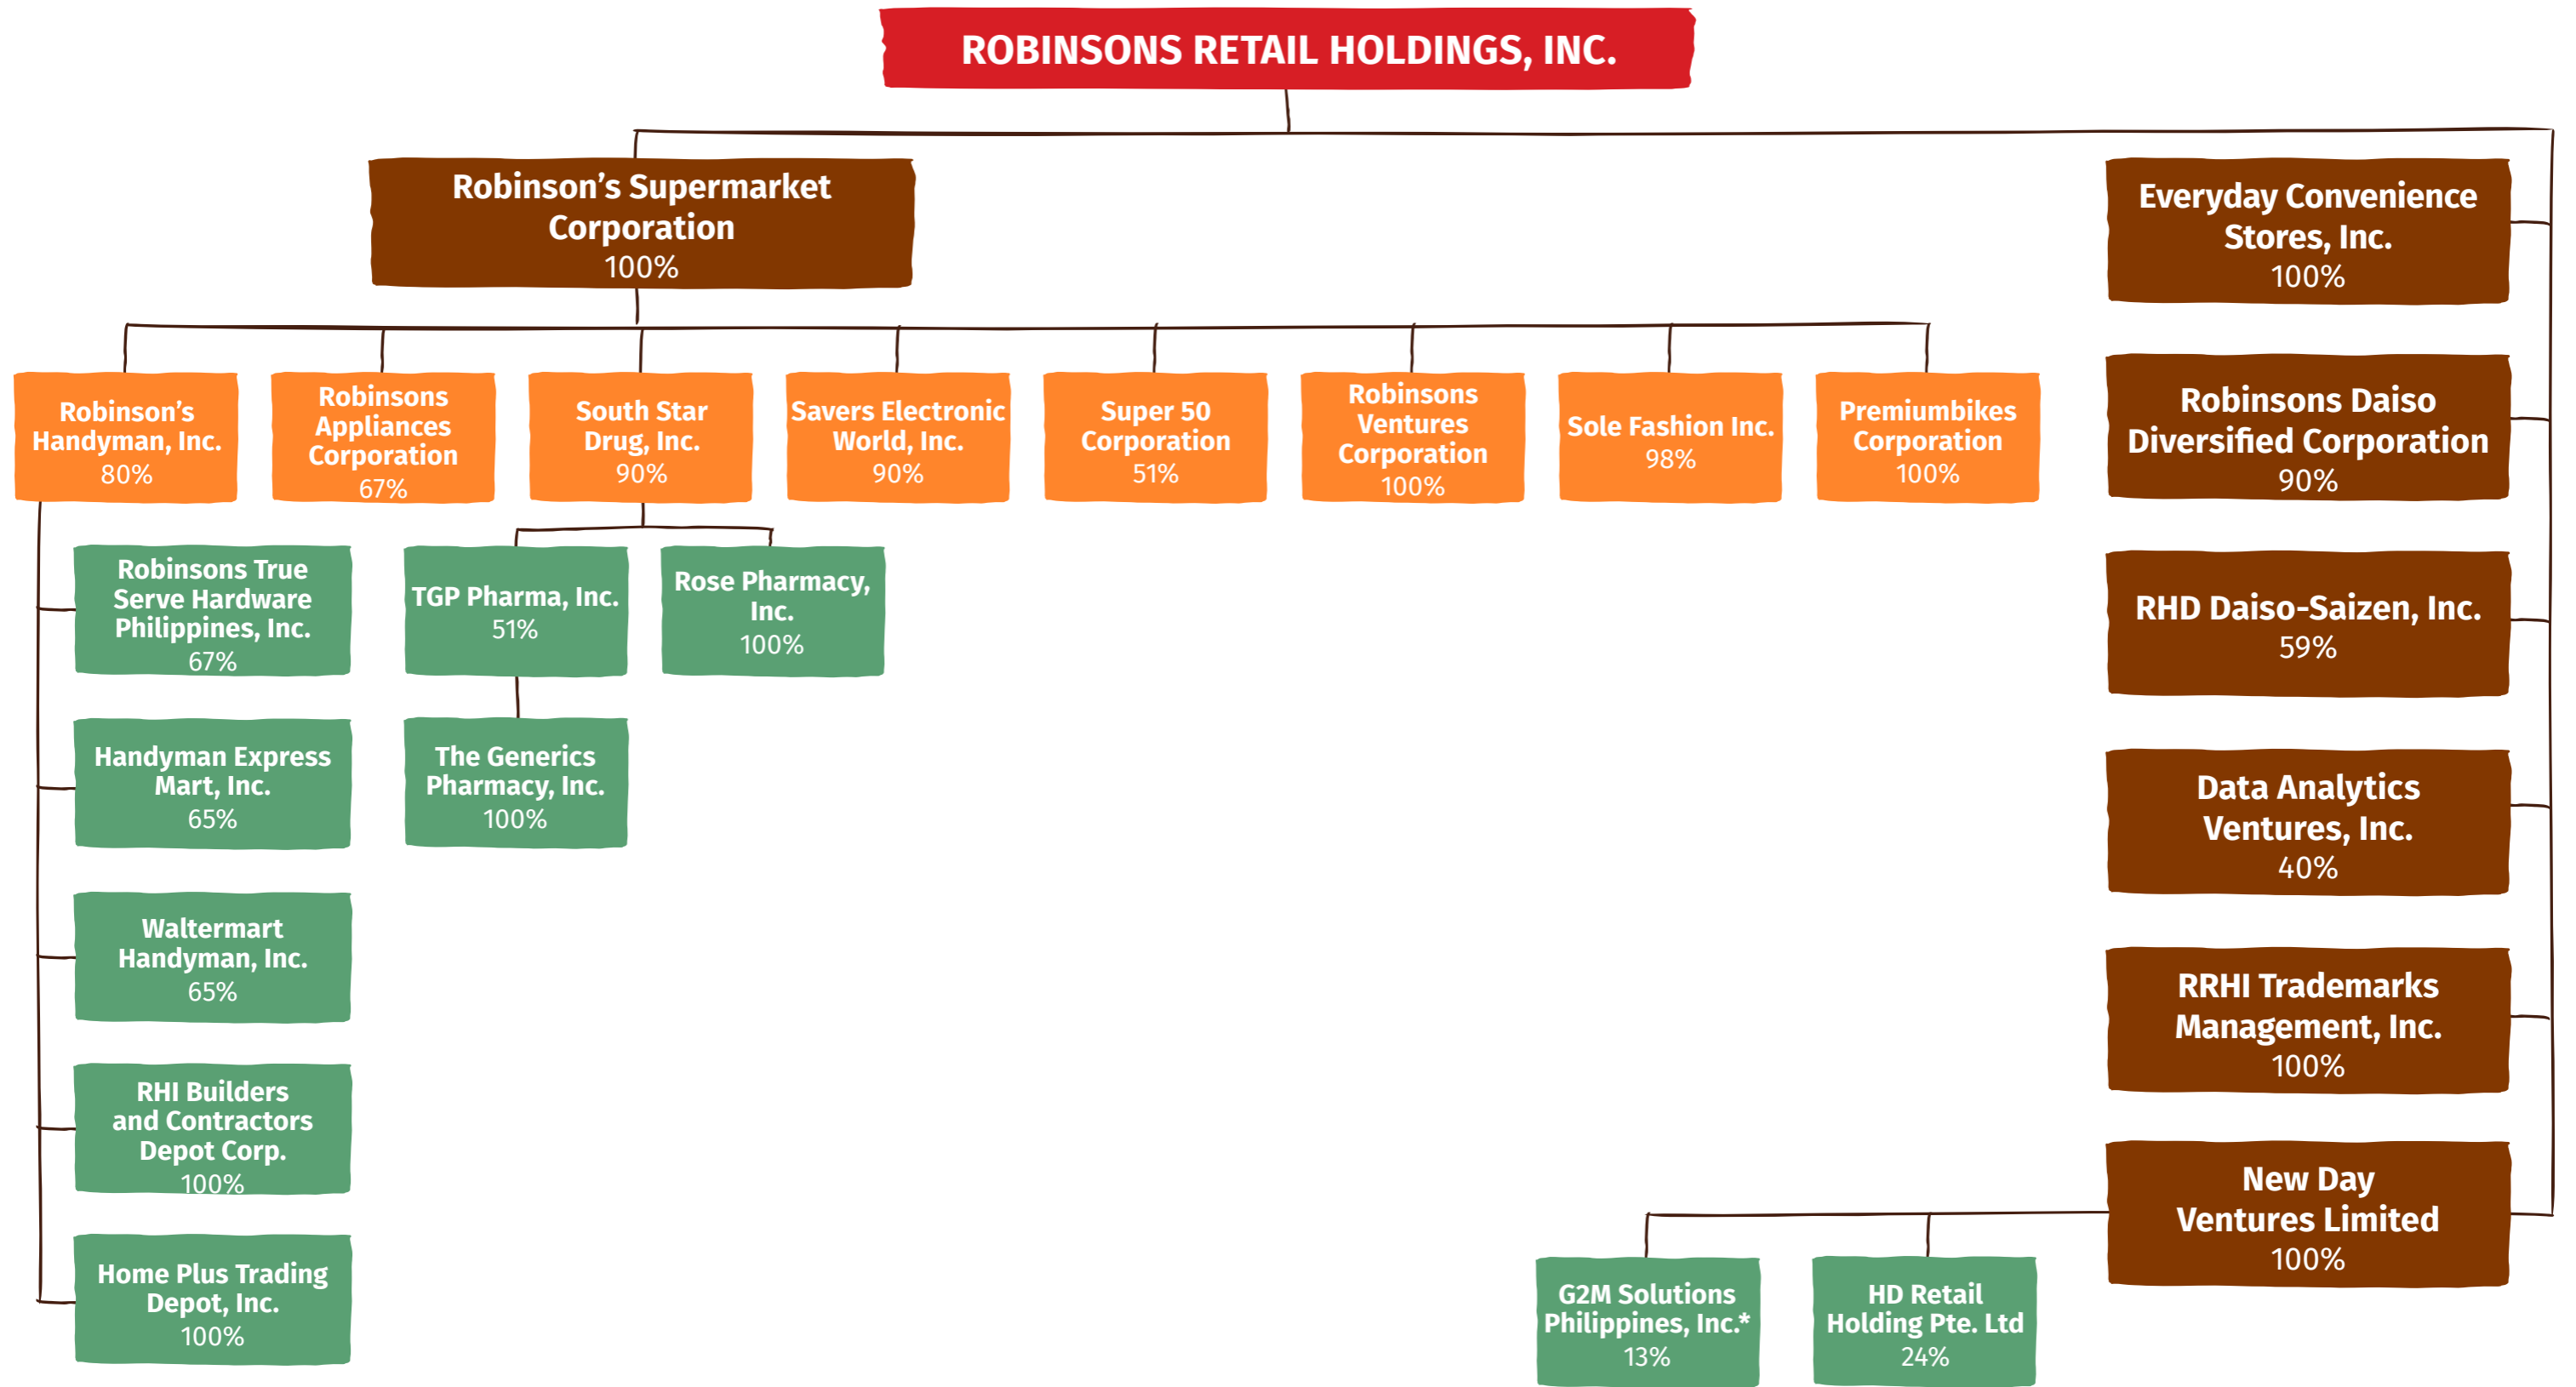 ROBINSONS RETAIL HOLDINGS, INC.
Robinson’s Supermarket
Corporation
100%
Everyday Convenience
Stores, Inc.
100%
Robinson’s
Handyman, Inc.
80%
Robinsons
Appliances
Corporation
67%
South Star
Drug, Inc.
90%
Savers Electronic
World, Inc.
90%
Super 50
Corporation
51%
Robinsons
Ventures
Corporation
100%
Sole Fashion Inc.
98%
Premiumbikes
Corporation
100%
Robinsons Daiso
Diversified Corporation
90%
Robinsons True
Serve Hardware
Philippines, Inc.
67%
TGP Pharma, Inc.
51%
Rose Pharmacy,
Inc.
100%
RHD Daiso-Saizen, Inc.
59%
Handyman Express
Mart, Inc.
65%
The Generics
Pharmacy, Inc.
100%
Data Analytics
Ventures, Inc.
40%
Waltermart
Handyman, Inc.
65%
RRHI Trademarks
Management, Inc.
100%
RHI Builders
and Contractors
Depot Corp.
100%
New Day
Ventures Limited
100%
Home Plus Trading
Depot, Inc.
100%
G2M Solutions
Philippines, Inc.*
13%
HD Retail
Holding Pte. Ltd
24%